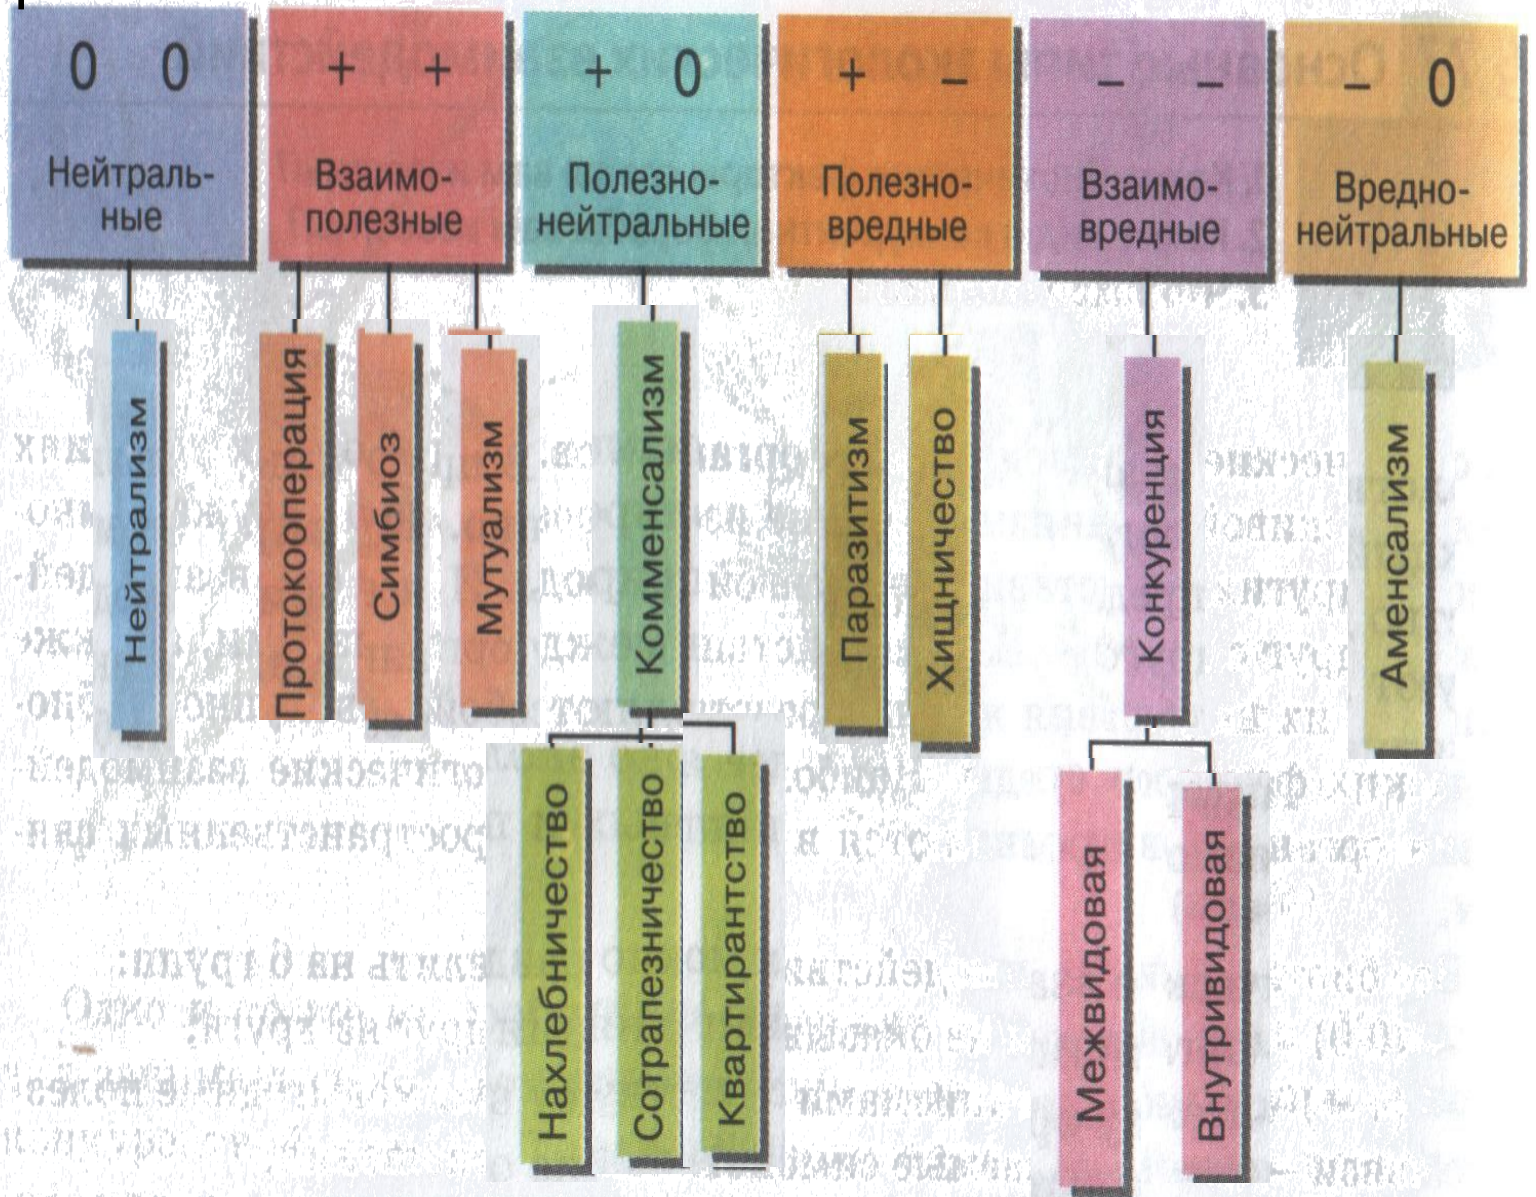 0 0
Нейтраль-
ные
+ +
Взаимо-
полезные
+ 0
Полезно-
нейтральные
+ –
Полезно-
вредные
– –
Взаимо-
вредные
– 0
Вредно-
нейтральные
Нейтрализм
Протокооперация
Симбиоз
Мутуализм
Комменсализм
Паразитизм
Хищничество
Конкуренция
Аменсализм
Нахлебничество
Сотрапезничество
Квартирантство
Межвидовая
Внутривидовая